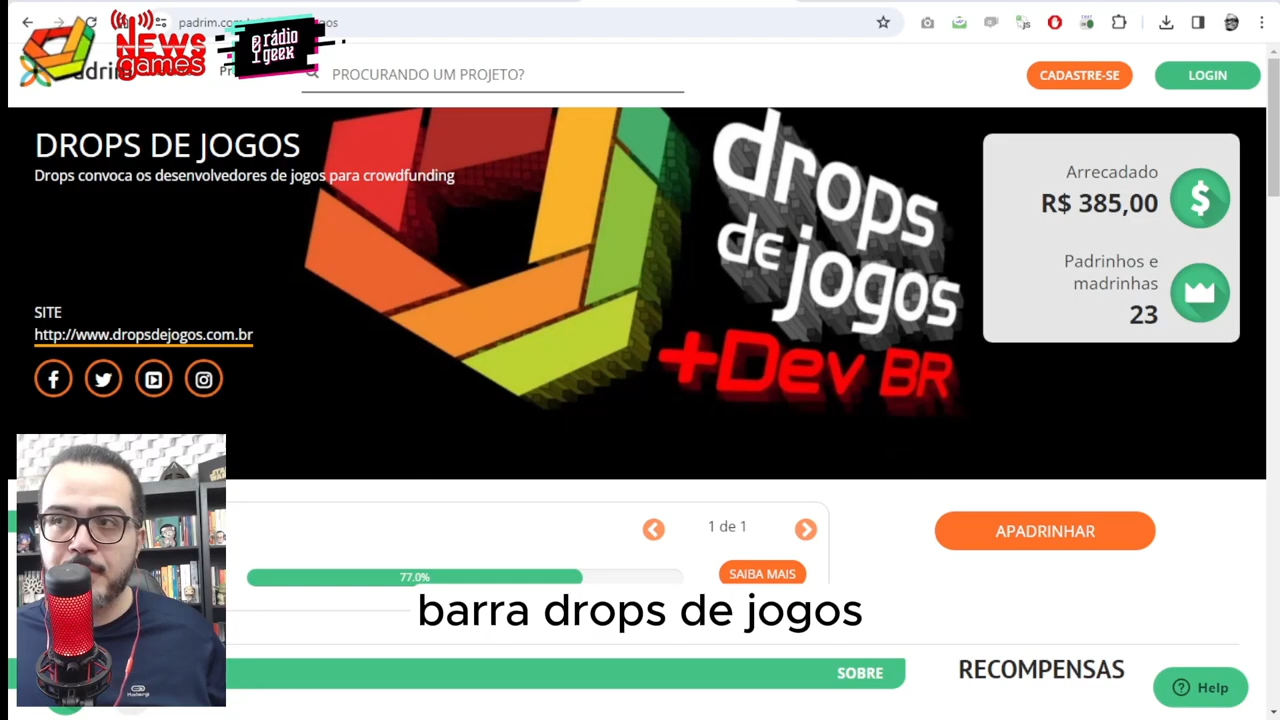 padrim.com.br
NEWS
games
rádio
geek
PROCURANDO UM PROJETO?
CADASTRE-SE
LOGIN
DROPS DE JOGOS
Drops convoca os desenvolvedores de jogos para crowdfunding
drops
de jogos
+Dev BR
Arrecadado
R$ 385,00
Padrinhos e
madrinhas
23
SITE
http://www.dropsdejogos.com.br
1 de 1
APADRINHAR
77.0%
SAIBA MAIS
barra drops de jogos
SOBRE
RECOMPENSAS
Help